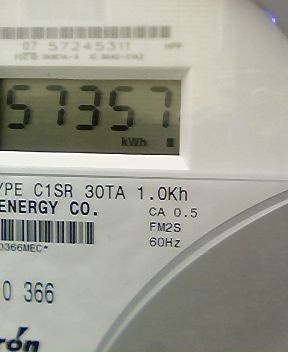 07 57245311
57357
kWh
YPE C1SR 30TA 1.0Kh
ENERGY CO.
CA 0.5
FM2S
60Hz
0366MEC*
0 366
rón